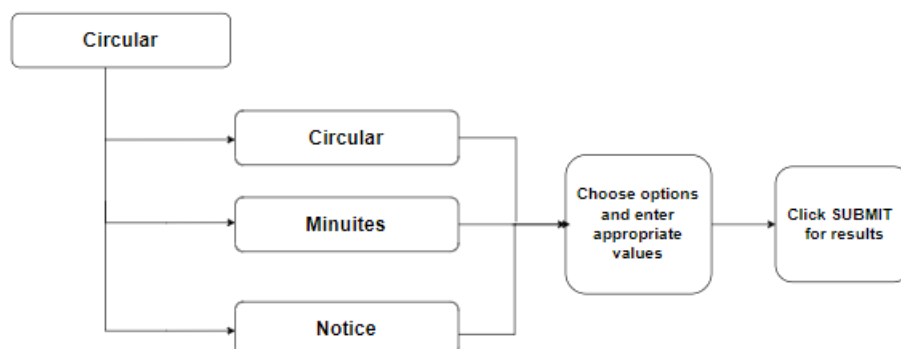 Circular
Circular
Minuites
Notice
Choose options
and enter
appropriate
values
Click SUBMIT
for results